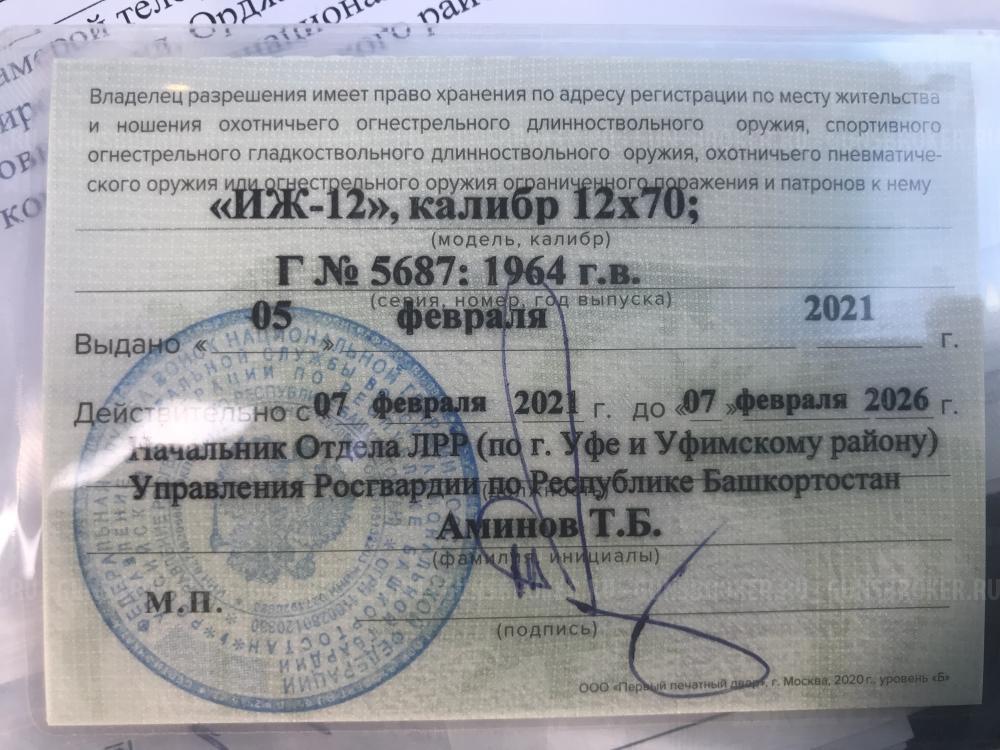 Владелец разрешения имеет право хранения по адресу регистрации по месту жительства
и ношения охотничьего огнестрельного длинноствольного оружия, спортивного
огнестрельного гладкоствольного длинноствольного оружия, охотничьего пневматиче-
ского оружия или огнестрельного оружия ограниченного поражения и патронов к нему
«ИЖ-12», калибр 12х70;
(модель, калибр)
Г № 5687: 1964 г.в.
(серия, номер, год выпуска)
Выдано «05» февраля 2021 г.
Действительно с «07 февраля 2021 г. до «07 » февраля 2026 г.
Начальник Отдела ЛРР (по г. Уфе и Уфимскому району)
Управления Росгвардии по Республике Башкортостан
(должность)
Аминов Т.Б.
(фамилия, инициалы)
М.П.
(подпись)
ООО «Первый печатный двор», г. Москва, 2020 г., уровень «Б»
GUNSBROKER.RU